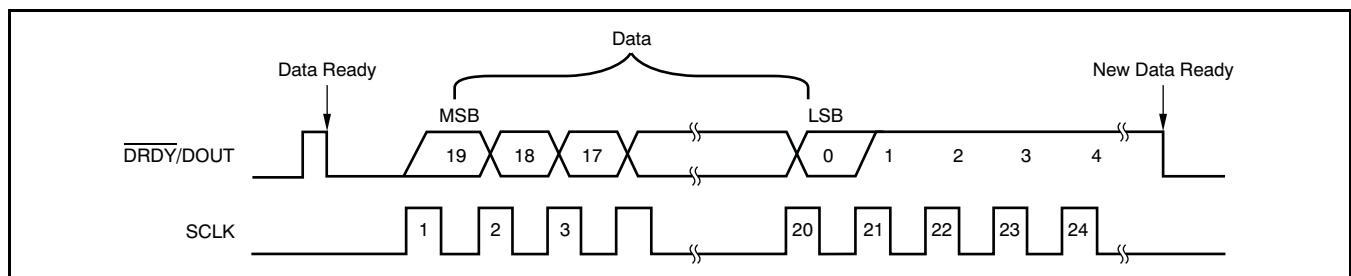 Data
Data Ready
New Data Ready
MSB
LSB
DRDY/DOUT
19 18 17 0 1 2 3 4
SCLK
1 2 3 20 21 22 23 24